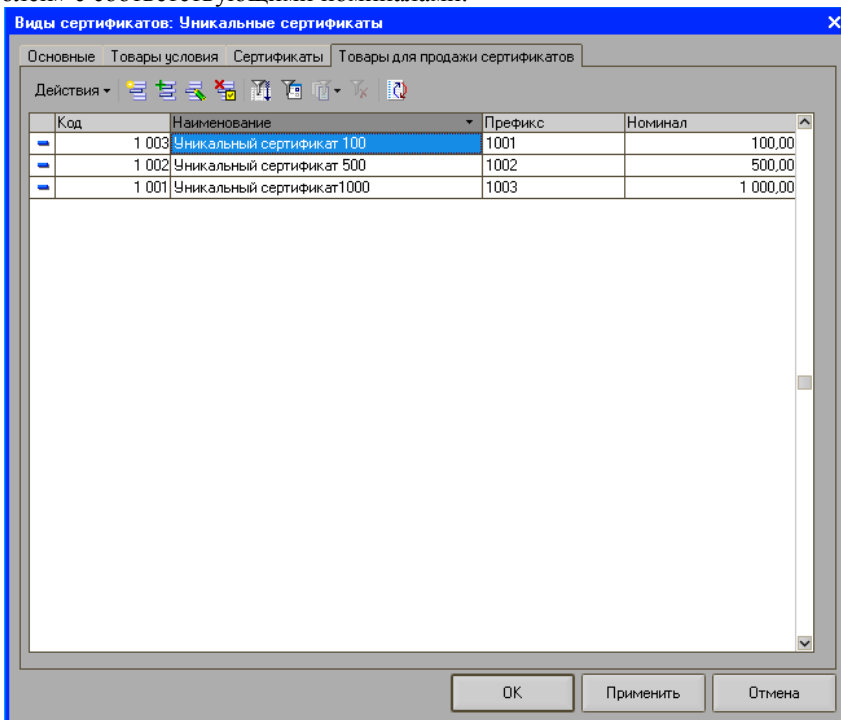 с соответствующими номиналами.
Виды сертификатов: Уникальные сертификаты
Основные Товары условия Сертификаты Товары для продажи сертификатов
Действия
Код Наименование Префикс Номинал
1 003 Уникальный сертификат 100 1001 100,00
1 002 Уникальный сертификат 500 1002 500,00
1 001 Уникальный сертификат1000 1003 1 000,00
OK Применить Отмена